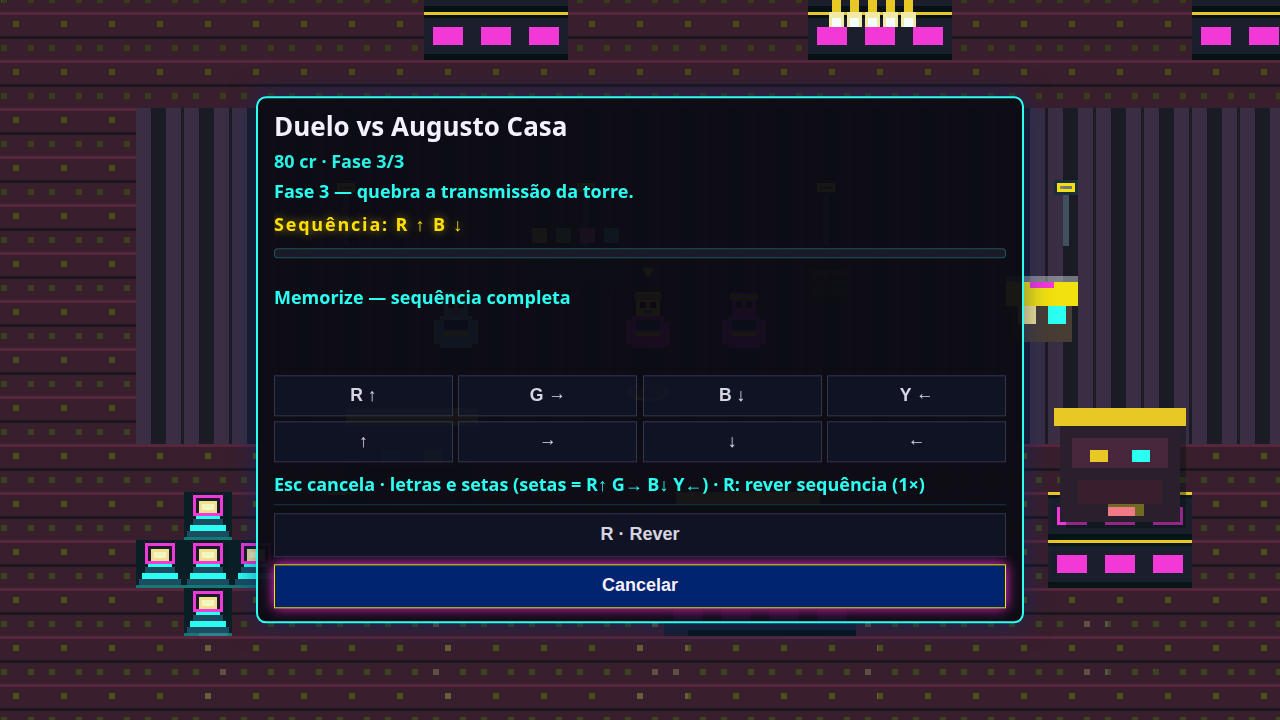 Duelo vs Augusto Casa
80 cr · Fase 3/3
Fase 3 — quebra a transmissão da torre.
Sequência: R ↑ B ↓
Memorize — sequência completa
R ↑ G → B ↓ Y ←
↑ → ↓ ←
Esc cancela · letras e setas (setas = R↑ G→ B↓ Y←) · R: rever sequência (1×)
R · Rever
Cancelar